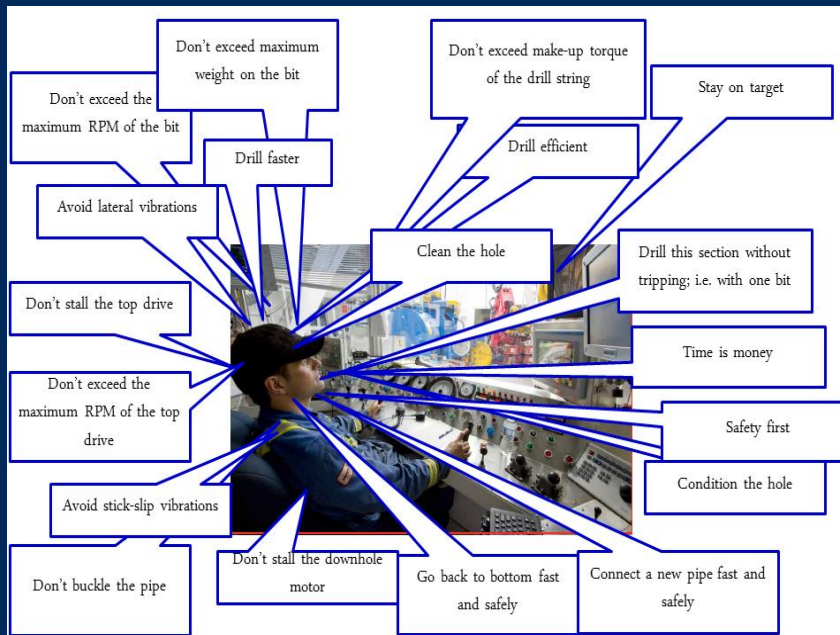 Don't exceed maximum
weight on the bit
Don't exceed make-up torque
of the drill string
Stay on target
Don't exceed the
maximum RPM of the bit
Drill faster
Drill efficient
Avoid lateral vibrations
Clean the hole
Drill this section without
tripping; i.e. with one bit
Don't stall the top drive
Time is money
Don't exceed the
maximum RPM of the top
drive
Safety first
Condition the hole
Avoid stick-slip vibrations
Don't buckle the pipe
Don't stall the downhole
motor
Go back to bottom fast
and safely
Connect a new pipe fast and
safely